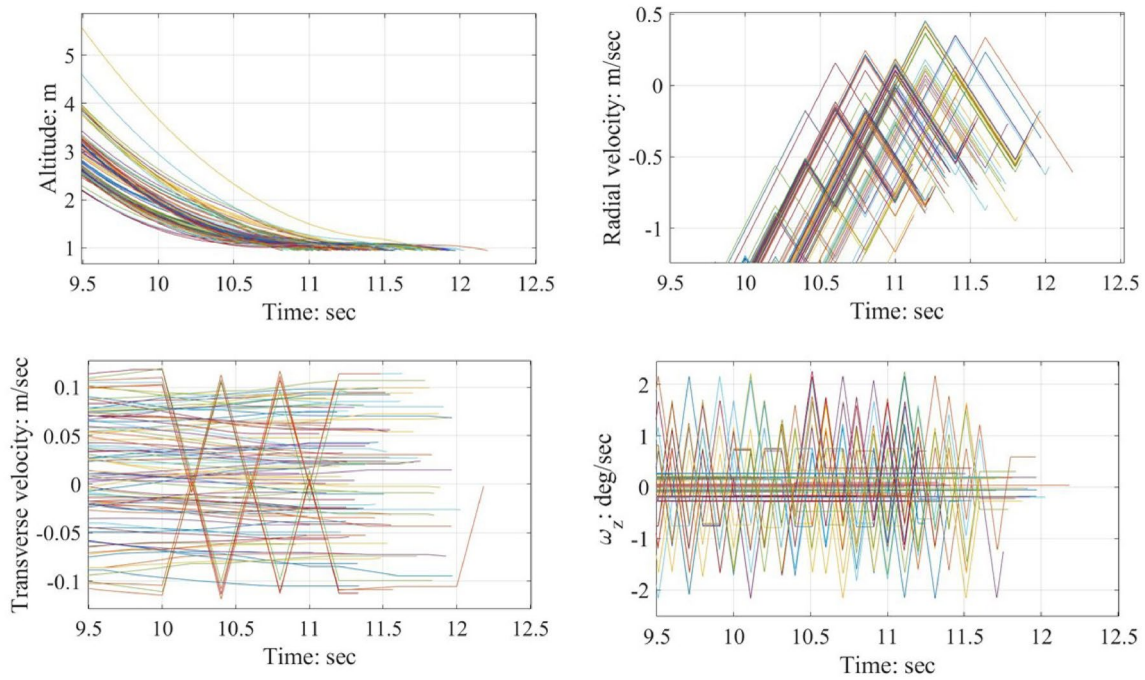 Altitude: m
5
4
3
2
1
9.5 10 10.5 11 11.5 12 12.5
Time: sec
Radial velocity: m/sec
0.5
0
-0.5
-1
9.5 10 10.5 11 11.5 12 12.5
Time: sec
Transverse velocity: m/sec
0.1
0.05
0
-0.05
-0.1
9.5 10 10.5 11 11.5 12 12.5
Time: sec
ω_z: deg/sec
2
1
0
-1
-2
9.5 10 10.5 11 11.5 12 12.5
Time: sec